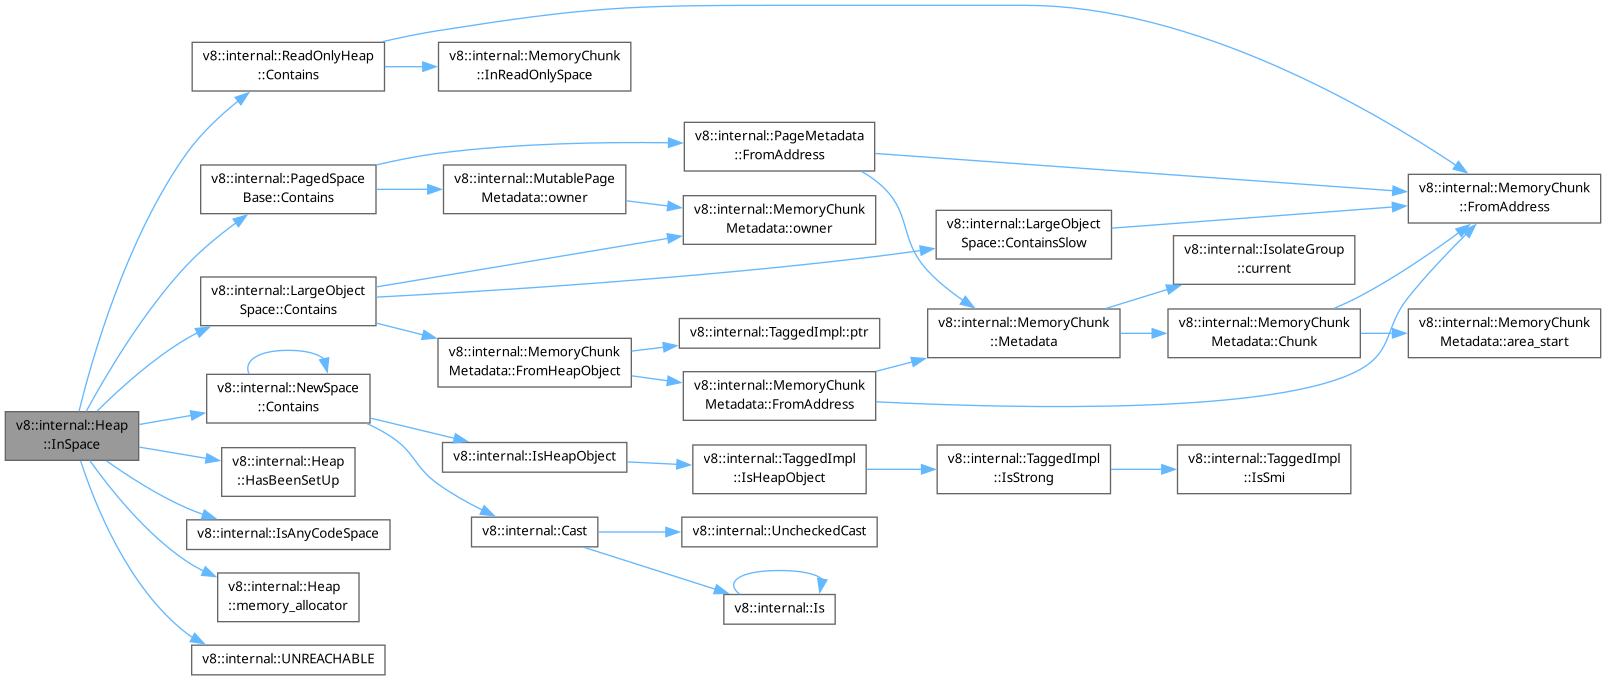 v8::internal::Heap
::InSpace
v8::internal::ReadOnlyHeap
::Contains
v8::internal::MemoryChunk
::InReadOnlySpace
v8::internal::PagedSpace
Base::Contains
v8::internal::MutablePage
Metadata::owner
v8::internal::PageMetadata
::FromAddress
v8::internal::MemoryChunk
Metadata::owner
v8::internal::LargeObject
Space::Contains
v8::internal::LargeObject
Space::ContainsSlow
v8::internal::MemoryChunk
::FromAddress
v8::internal::IsolateGroup
::current
v8::internal::MemoryChunk
::Metadata
v8::internal::MemoryChunk
Metadata::Chunk
v8::internal::MemoryChunk
Metadata::area_start
v8::internal::MemoryChunk
Metadata::FromHeapObject
v8::internal::TaggedImpl::ptr
v8::internal::MemoryChunk
Metadata::FromAddress
v8::internal::NewSpace
::Contains
v8::internal::IsHeapObject
v8::internal::TaggedImpl
::IsHeapObject
v8::internal::TaggedImpl
::IsStrong
v8::internal::TaggedImpl
::IsSmi
v8::internal::Cast
v8::internal::UncheckedCast
v8::internal::Is
v8::internal::Heap
::HasBeenSetUp
v8::internal::IsAnyCodeSpace
v8::internal::Heap
::memory_allocator
v8::internal::UNREACHABLE